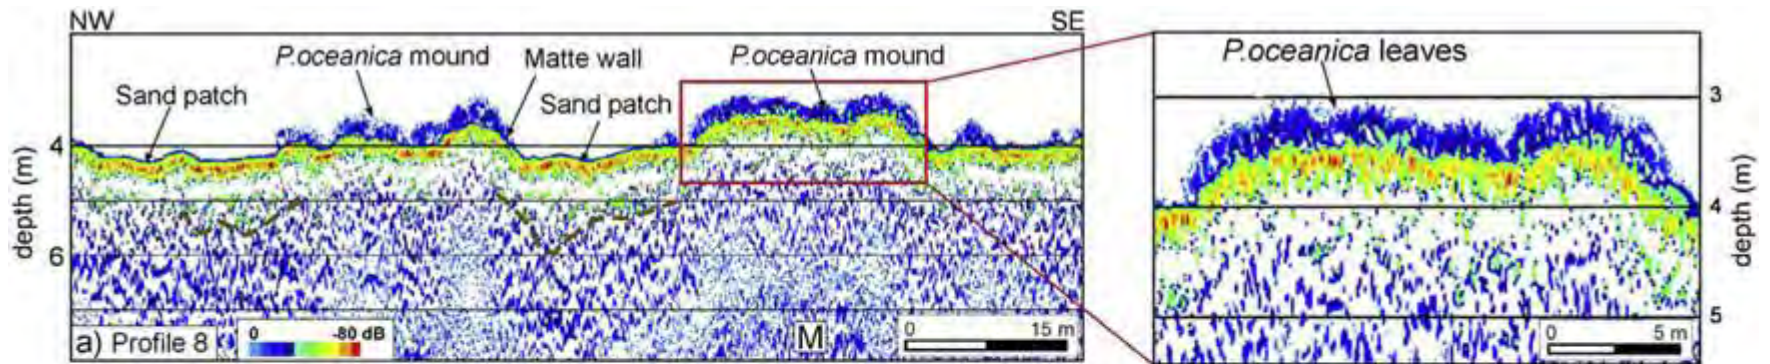 NW SE
P.oceanica mound Matte wall P.oceanica mound
Sand patch Sand patch
4
depth (m)
6
a) Profile 8
0 -80 dB
M
0 15 m
P.oceanica leaves
3
4
depth (m)
5
0 5 m